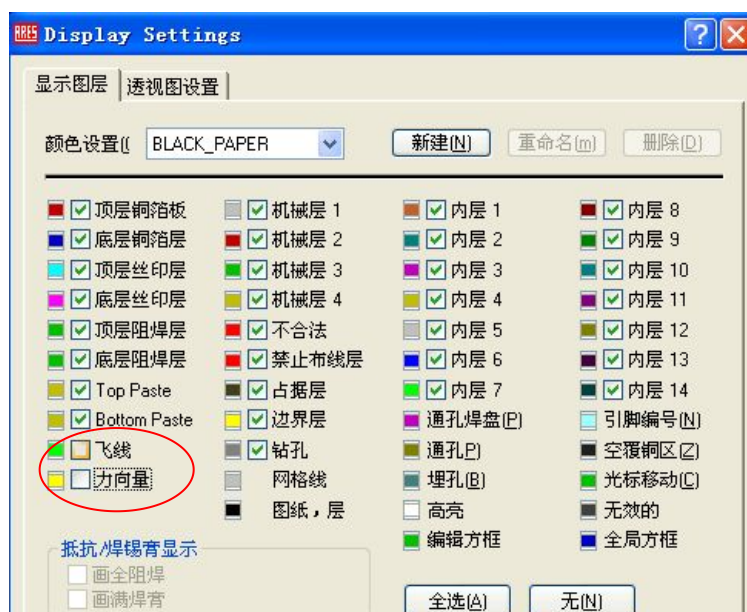 ARES Display Settings
显示图层 透视图设置
颜色设置(( BLACK_PAPER 新建(N) 重命名(m) 删除(D)
顶层铜箔板 机械层 1 内层 1 内层 8
底层铜箔层 机械层 2 内层 2 内层 9
顶层丝印层 机械层 3 内层 3 内层 10
底层丝印层 机械层 4 内层 4 内层 11
顶层阻焊层 不合法 内层 5 内层 12
底层阻焊层 禁止布线层 内层 6 内层 13
Top Paste 占据层 内层 7 内层 14
Bottom Paste 边界层 通孔焊盘(P) 引脚编号(N)
飞线 钻孔 通孔P) 空覆铜区(Z)
力向量 网格线 埋孔(B) 光标移动(C)
图纸，层 高亮 无效的
编辑方框 全局方框
抵抗/焊锡膏显示
画全阻焊
画满焊膏 全选(A) 无(N)